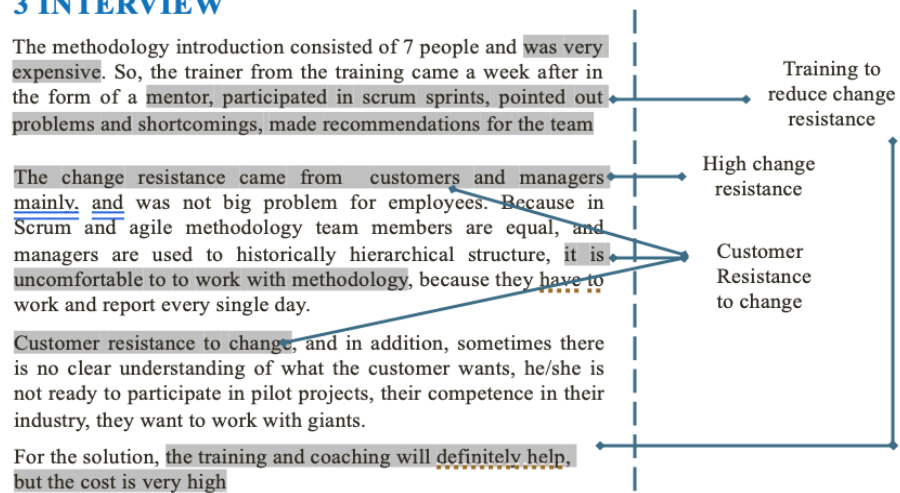 3 INTERVIEW
The methodology introduction consisted of 7 people and was very
expensive. So, the trainer from the training came a week after in
the form of a mentor, participated in scrum sprints, pointed out
problems and shortcomings, made recommendations for the team
Training to
reduce change
resistance
The change resistance came from customers and managers
mainly, and was not big problem for employees. Because in
Scrum and agile methodology team members are equal, and
managers are used to historically hierarchical structure, it is
uncomfortable to to work with methodology, because they have to
work and report every single day.
High change
resistance
Customer
Resistance
to change
Customer resistance to change, and in addition, sometimes there
is no clear understanding of what the customer wants, he/she is
not ready to participate in pilot projects, their competence in their
industry, they want to work with giants.
For the solution, the training and coaching will definitely help,
but the cost is very high